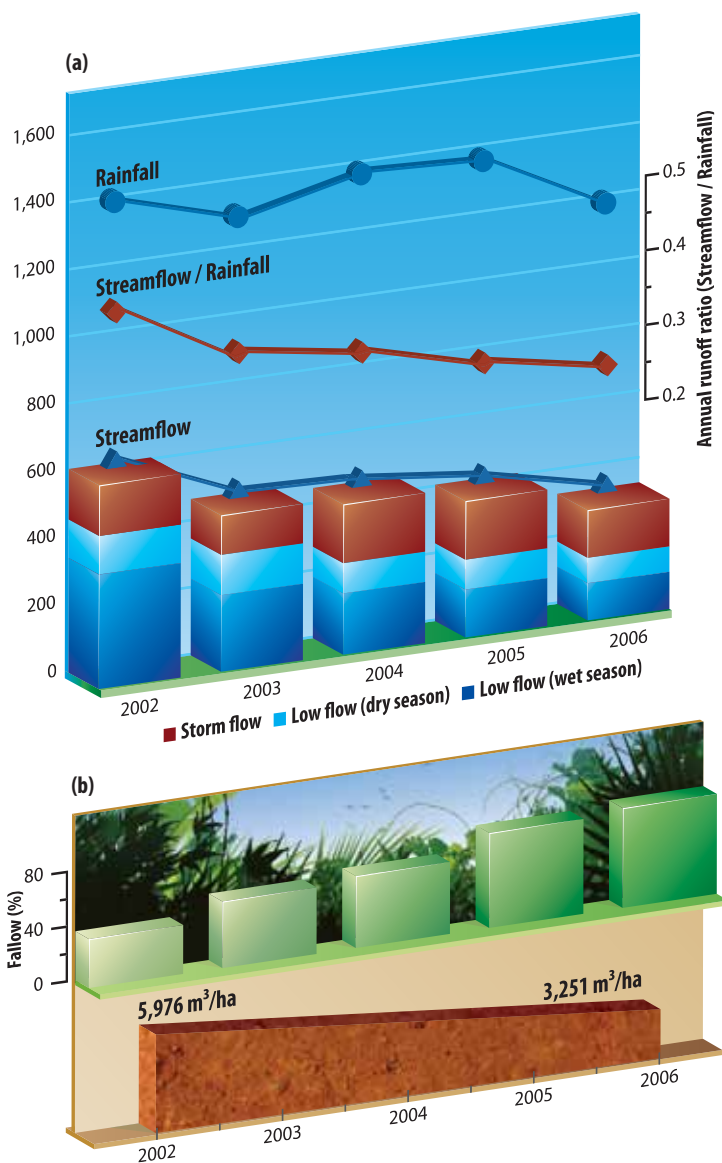 (a)
1,600
1,400
1,200
1,000
800
600
400
200
0
Rainfall
Streamflow / Rainfall
Streamflow
0.5
0.4
0.3
0.2
Annual runoff ratio (Streamflow / Rainfall)
2002
2003
2004
2005
2006
Storm flow
Low flow (dry season)
Low flow (wet season)
(b)
80
40
0
Fallow (%)
5,976 m³/ha
3,251 m³/ha
2002
2003
2004
2005
2006